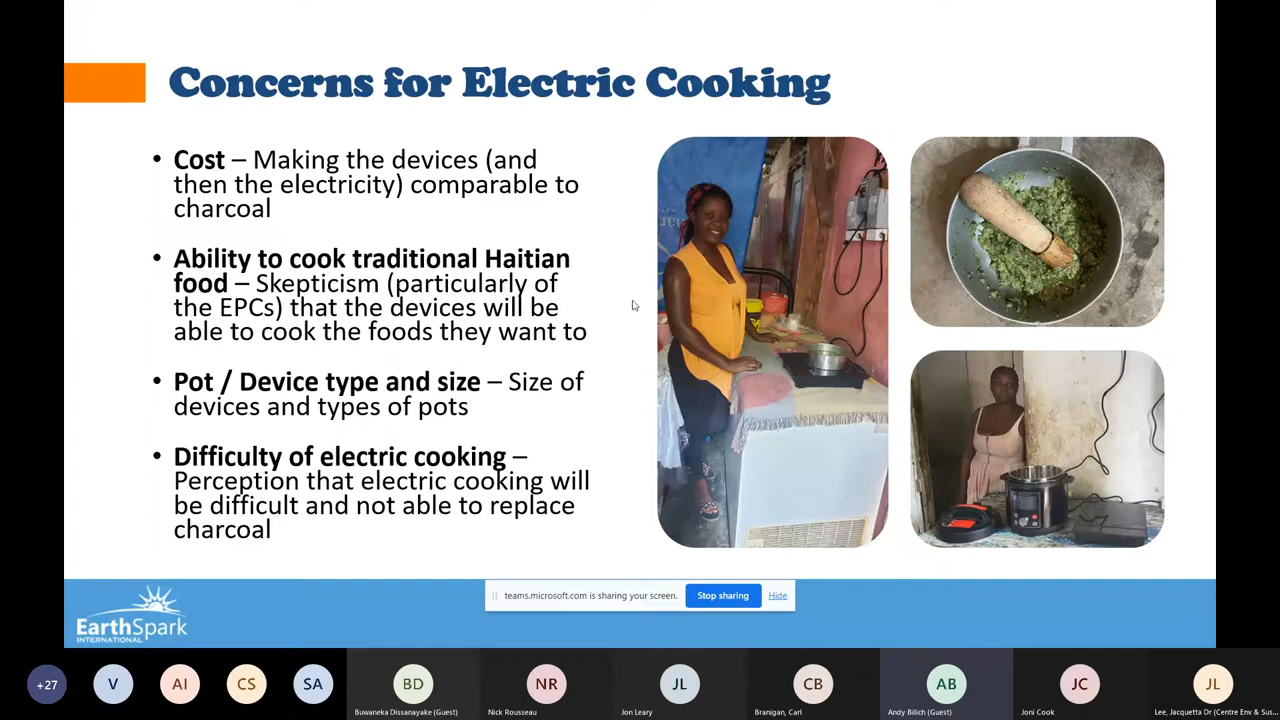 Concerns for Electric Cooking
• Cost – Making the devices (and
then the electricity) comparable to
charcoal
• Ability to cook traditional Haitian
food – Skepticism (particularly of
the EPCs) that the devices will be
able to cook the foods they want to
• Pot / Device type and size – Size of
devices and types of pots
• Difficulty of electric cooking –
Perception that electric cooking will
be difficult and not able to replace
charcoal
EarthSpark
INTERNATIONAL
teams.microsoft.com is sharing your screen.
Stop sharing
Hide
+27
V
AI
CS
SA
BD
NR
JL
CB
AB
JC
JL
Buwaneka Dissanayake (Guest)
Nick Rousseau
Jon Leary
Branigan, Carl
Andy Bilich (Guest)
Joni Cook
Lee, Jacquetta Dr (Centre Env & Sus...